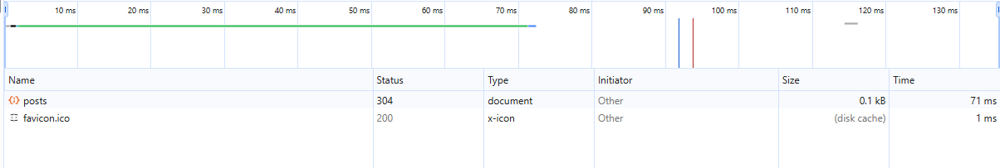 10 ms 20 ms 30 ms 40 ms 50 ms 60 ms 70 ms 80 ms 90 ms 100 ms 110 ms 120 ms 130 ms
Name Status Type Initiator Size Time
posts 304 document Other 0.1 kB 71 ms
favicon.ico 200 x-icon Other (disk cache) 1 ms